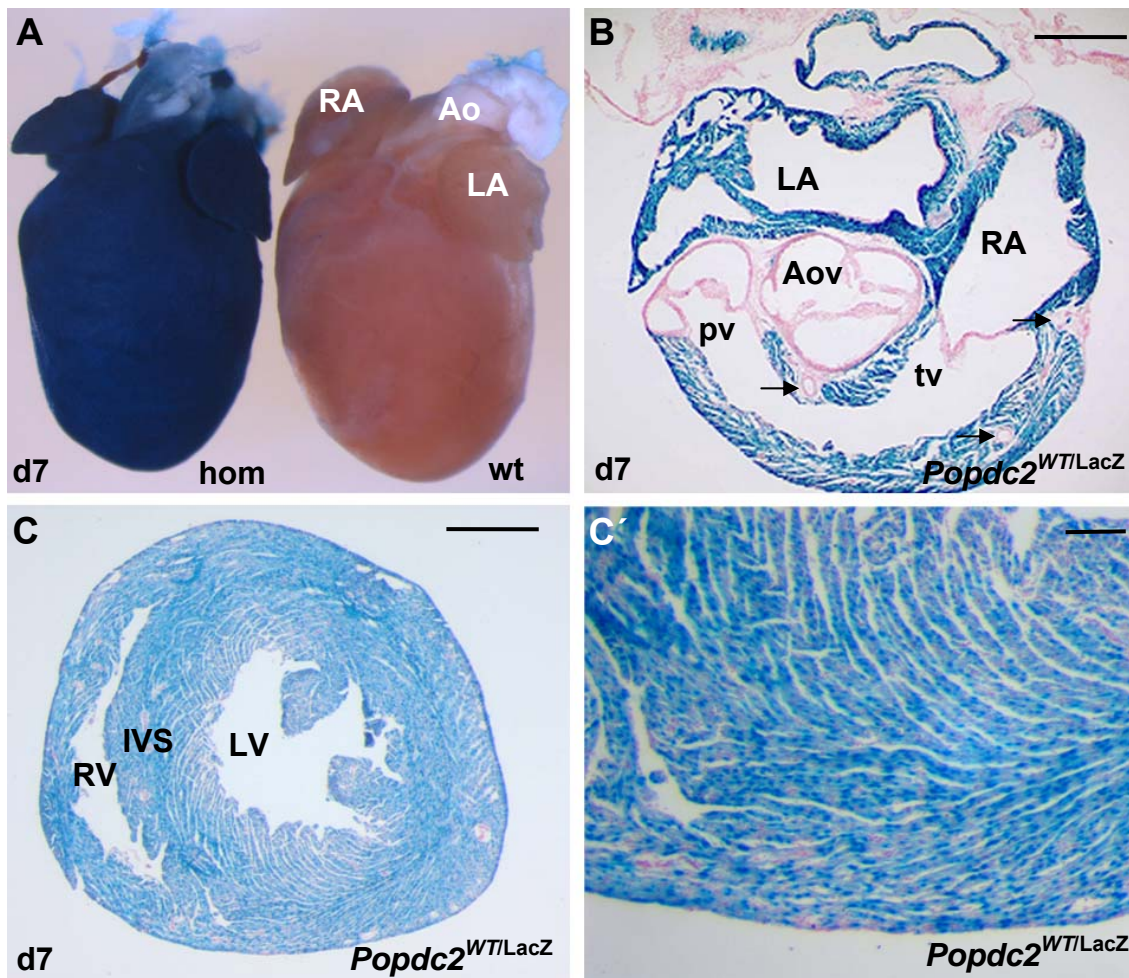 A
RA
Ao
LA
d7
hom
wt
B
LA
RA
Aov
pv
tv
d7
Popdc2WT/LacZ
C
IVS
LV
RV
d7
Popdc2WT/LacZ
C´
Popdc2WT/LacZ